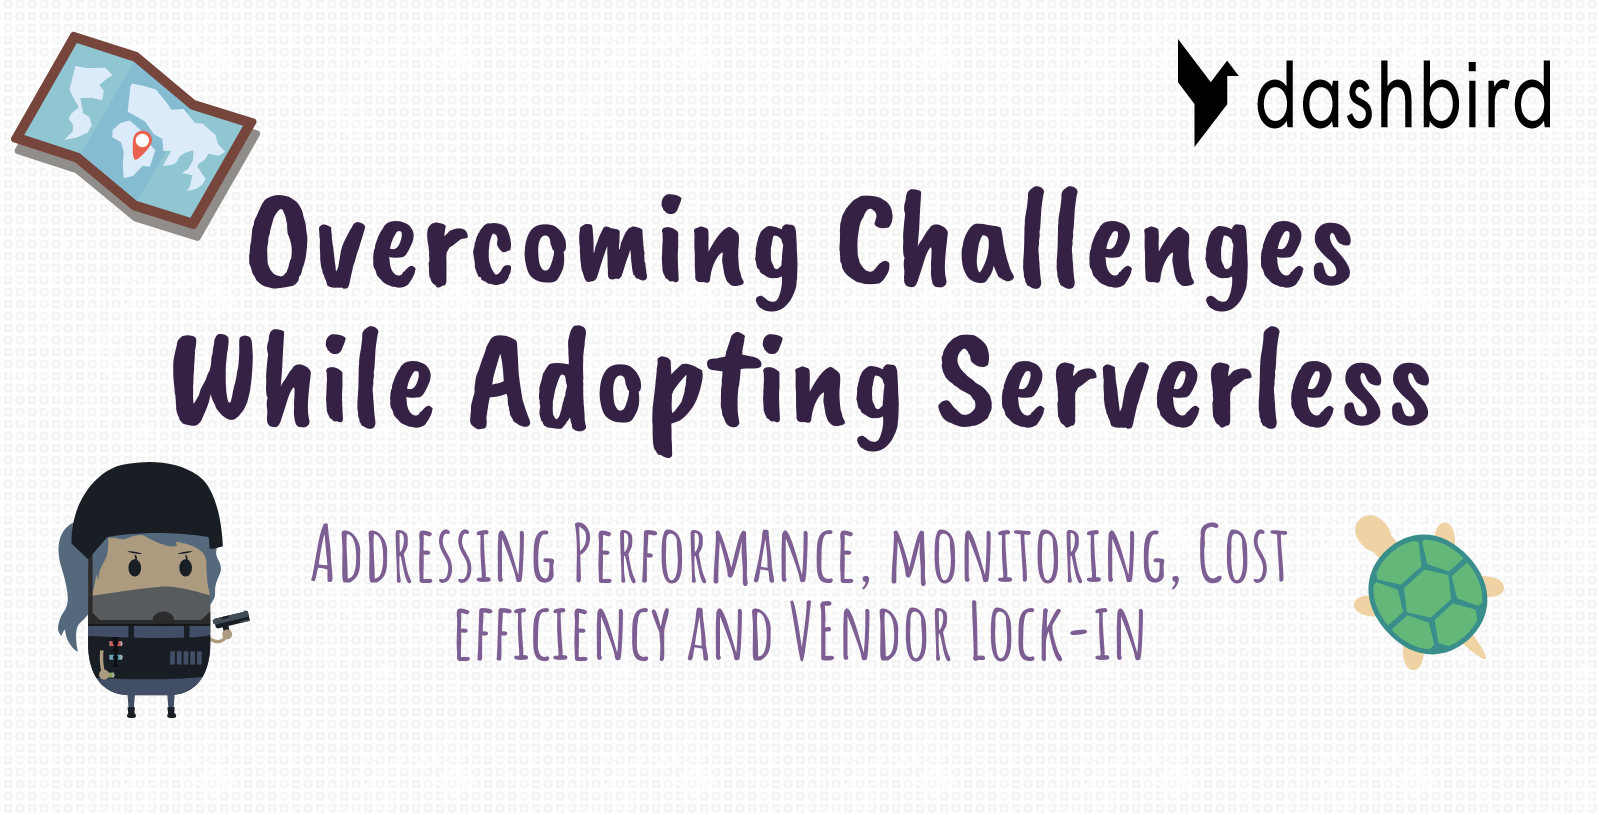 dashbird
Overcoming Challenges
While Adopting Serverless
Addressing Performance, monitoring, Cost
efficiency and VEndor Lock-in